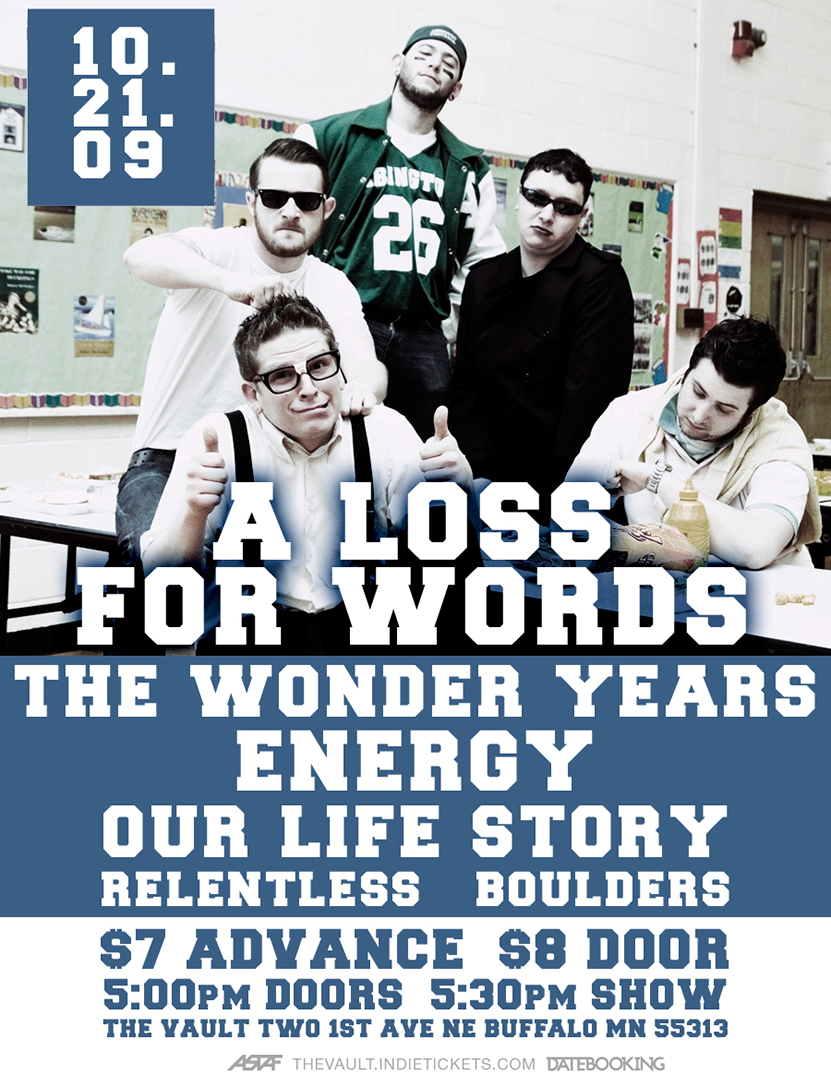 10.
21.
09
26
A LOSS
FOR WORDS
THE WONDER YEARS
ENERGY
OUR LIFE STORY
RELENTLESS BOULDERS
$7 ADVANCE $8 DOOR
5:00PM DOORS 5:30PM SHOW
THE VAULT TWO 1ST AVE NE BUFFALO MN 55313
THEVAULT.INDIETICKETS.COM DATEBOOKING